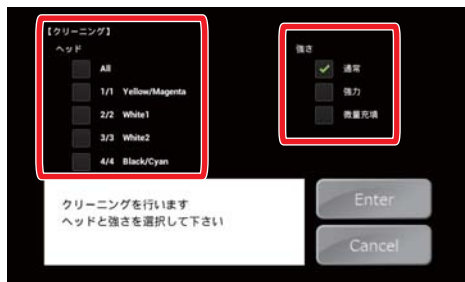 【クリーニング】
ヘッド
All
1/1 Yellow/Magenta
2/2 White1
3/3 White2
4/4 Black/Cyan
強さ
通常
強力
微量充填
クリーニングを行います
ヘッドと強さを選択して下さい
Enter
Cancel